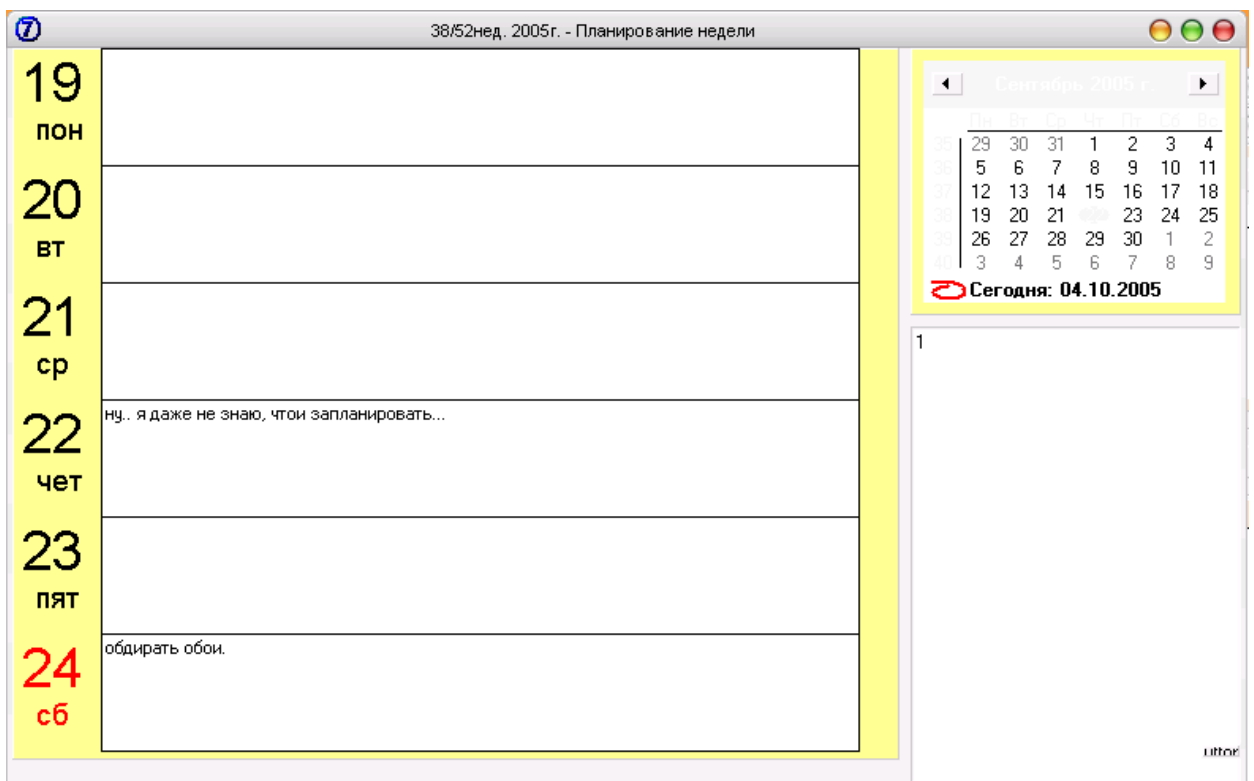 7
38/52нед. 2005г. - Планирование недели
19
пон
20
вт
21
ср
22
чет
ну.. я даже не знаю, чтои запланировать...
23
пят
24
сб
обдирать обои.
Сентябрь 2005 г.
Пн Вт Ср Чт Пт Сб Вс
35 29 30 31 1 2 3 4
36 5 6 7 8 9 10 11
37 12 13 14 15 16 17 18
38 19 20 21 23 24 25
39 26 27 28 29 30 1 2
40 3 4 5 6 7 8 9
Сегодня: 04.10.2005
1